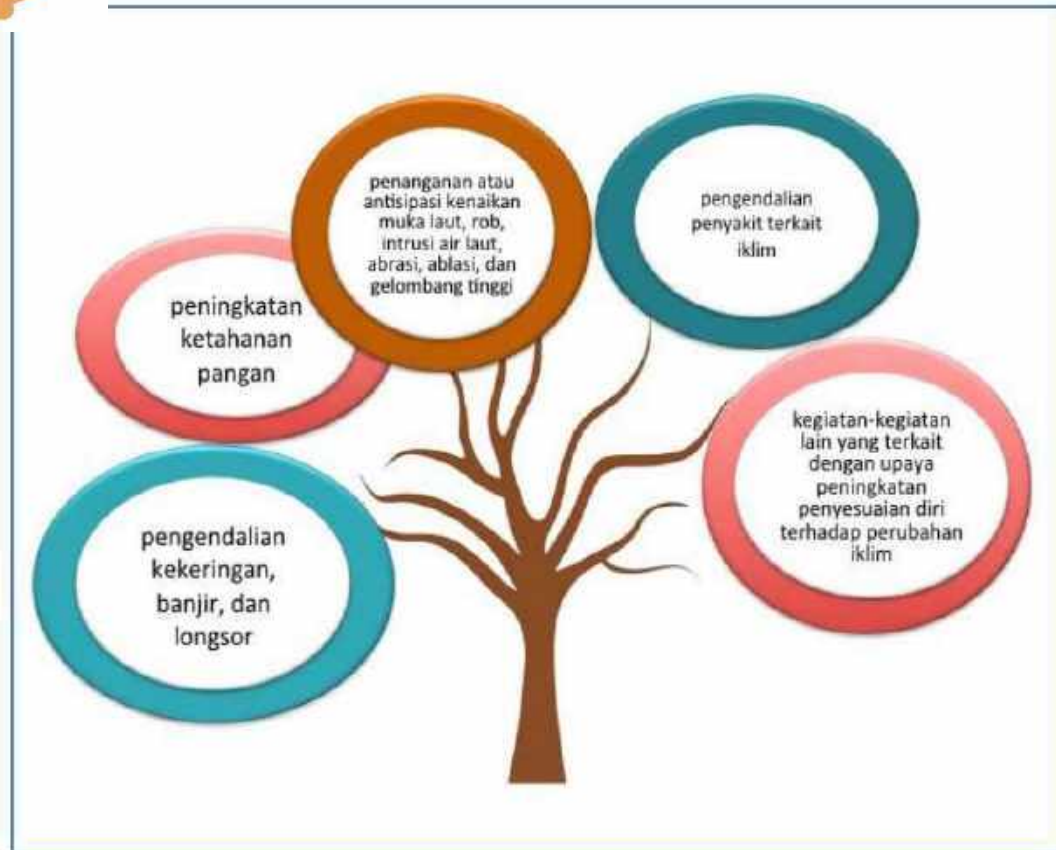 penanganan atau
antisipasi kenaikan
muka laut, rob,
intrusi air laut,
abrasi, ablasi, dan
gelombang tinggi
pengendalian
penyakit terkait
iklim
peningkatan
ketahanan
pangan
kegiatan-kegiatan
lain yang terkait
dengan upaya
peningkatan
penyesuaian diri
terhadap perubahan
iklim
pengendalian
kekeringan,
banjir, dan
longsor